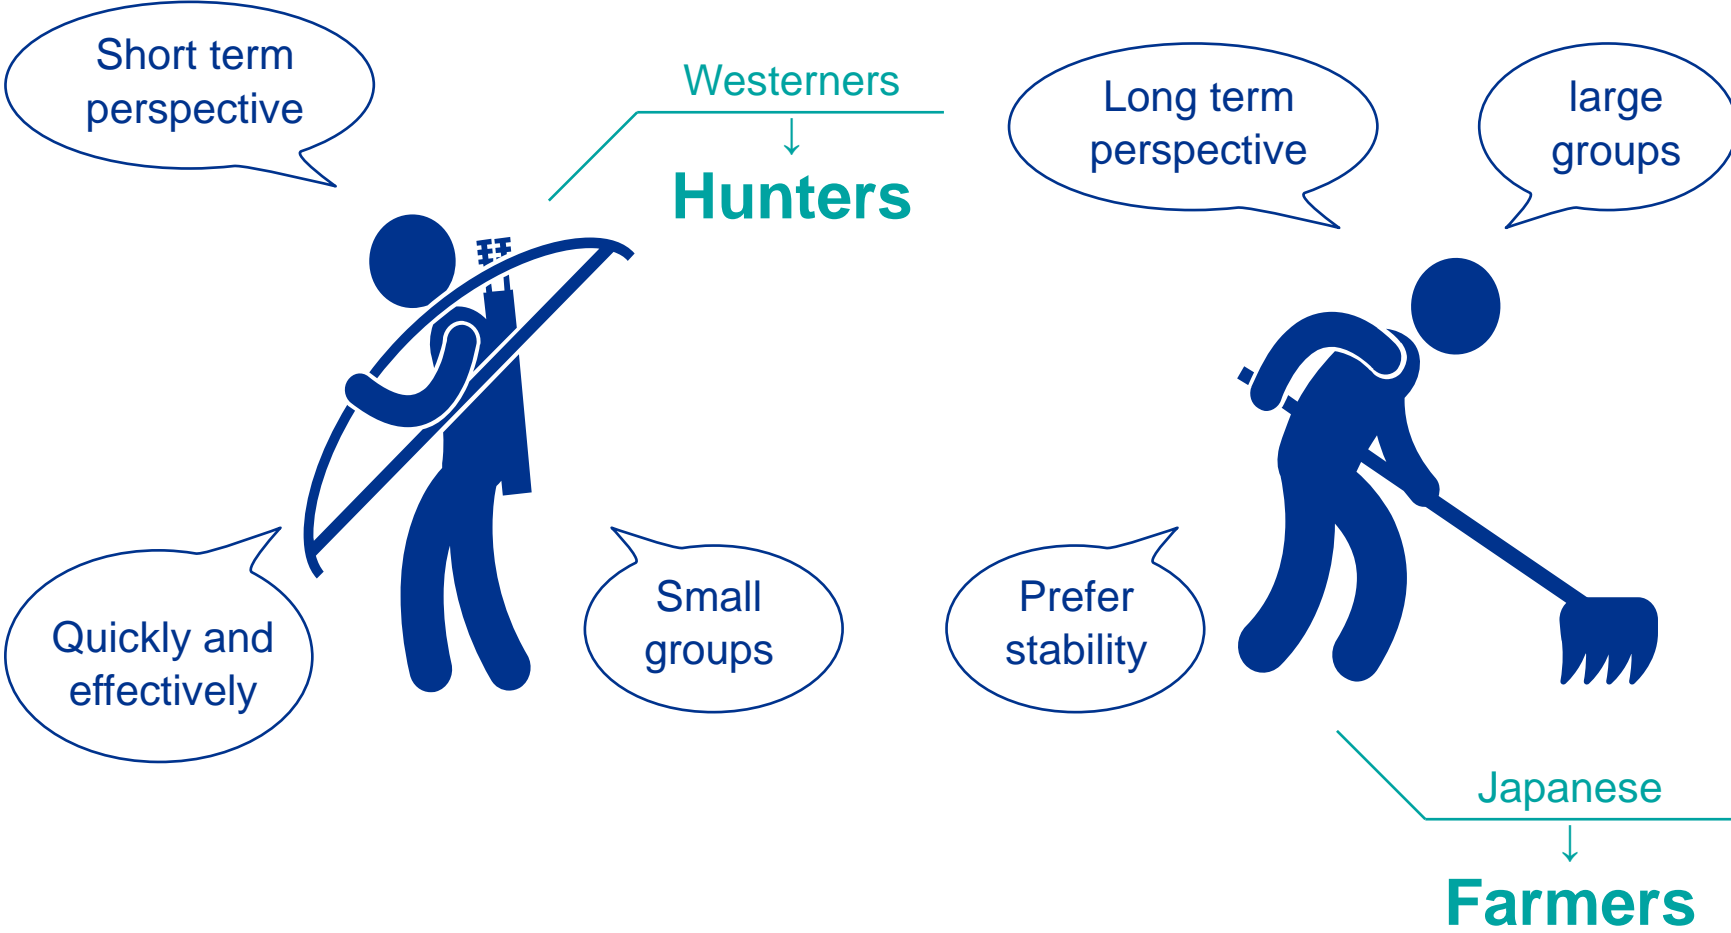 Short term
perspective
Westerners
↓
Hunters
Quickly and
effectively
Small
groups
Long term
perspective
large
groups
Prefer
stability
Japanese
↓
Farmers